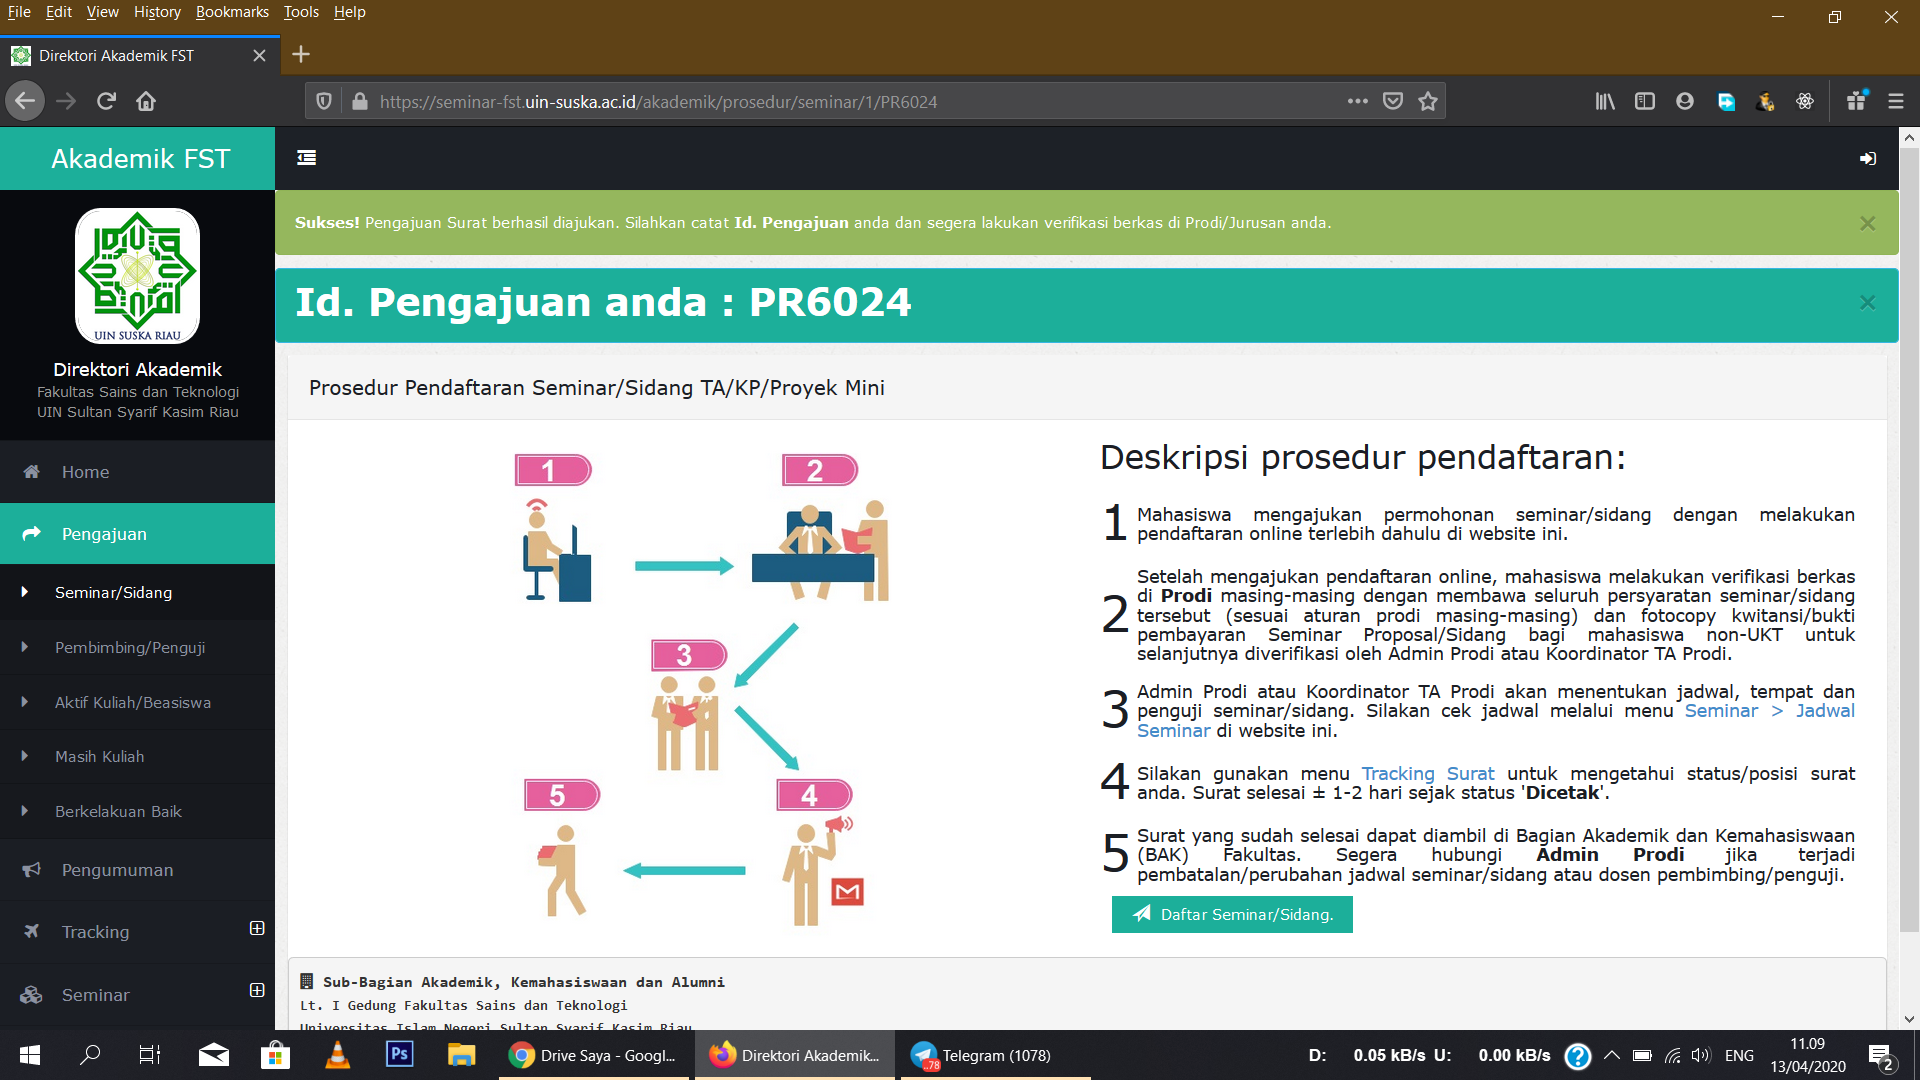 File Edit View History Bookmarks Tools Help
Direktori Akademik FST
https://seminar-fst.uin-suska.ac.id/akademik/prosedur/seminar/1/PR6024
Akademik FST
UIN SUSKA RIAU
Direktori Akademik
Fakultas Sains dan Teknologi
UIN Sultan Syarif Kasim Riau
Home
Pengajuan
Seminar/Sidang
Pembimbing/Penguji
Aktif Kuliah/Beasiswa
Masih Kuliah
Berkelakuan Baik
Pengumuman
Tracking
Seminar
Sukses! Pengajuan Surat berhasil diajukan. Silahkan catat Id. Pengajuan anda dan segera lakukan verifikasi berkas di Prodi/Jurusan anda.
Id. Pengajuan anda : PR6024
Prosedur Pendaftaran Seminar/Sidang TA/KP/Proyek Mini
1
2
3
5
4
Deskripsi prosedur pendaftaran:
1 Mahasiswa mengajukan permohonan seminar/sidang dengan melakukan
pendaftaran online terlebih dahulu di website ini.
Setelah mengajukan pendaftaran online, mahasiswa melakukan verifikasi berkas
di Prodi masing-masing dengan membawa seluruh persyaratan seminar/sidang
2 tersebut (sesuai aturan prodi masing-masing) dan fotocopy kwitansi/bukti
pembayaran Seminar Proposal/Sidang bagi mahasiswa non-UKT untuk
selanjutnya diverifikasi oleh Admin Prodi atau Koordinator TA Prodi.
Admin Prodi atau Koordinator TA Prodi akan menentukan jadwal, tempat dan
3 penguji seminar/sidang. Silakan cek jadwal melalui menu Seminar > Jadwal
Seminar di website ini.
4 Silakan gunakan menu Tracking Surat untuk mengetahui status/posisi surat
anda. Surat selesai ± 1-2 hari sejak status 'Dicetak'.
Surat yang sudah selesai dapat diambil di Bagian Akademik dan Kemahasiswaan
5 (BAK) Fakultas. Segera hubungi Admin Prodi jika terjadi
pembatalan/perubahan jadwal seminar/sidang atau dosen pembimbing/penguji.
Daftar Seminar/Sidang.
Sub-Bagian Akademik, Kemahasiswaan dan Alumni
Lt. I Gedung Fakultas Sains dan Teknologi
Universitas Islam Negeri Sultan Syarif Kasim Riau
Ps
Drive Saya - Googl...
Direktori Akademik...
..78
Telegram (1078)
D: 0.05 kB/s U: 0.00 kB/s
ENG
11.09
13/04/2020
2